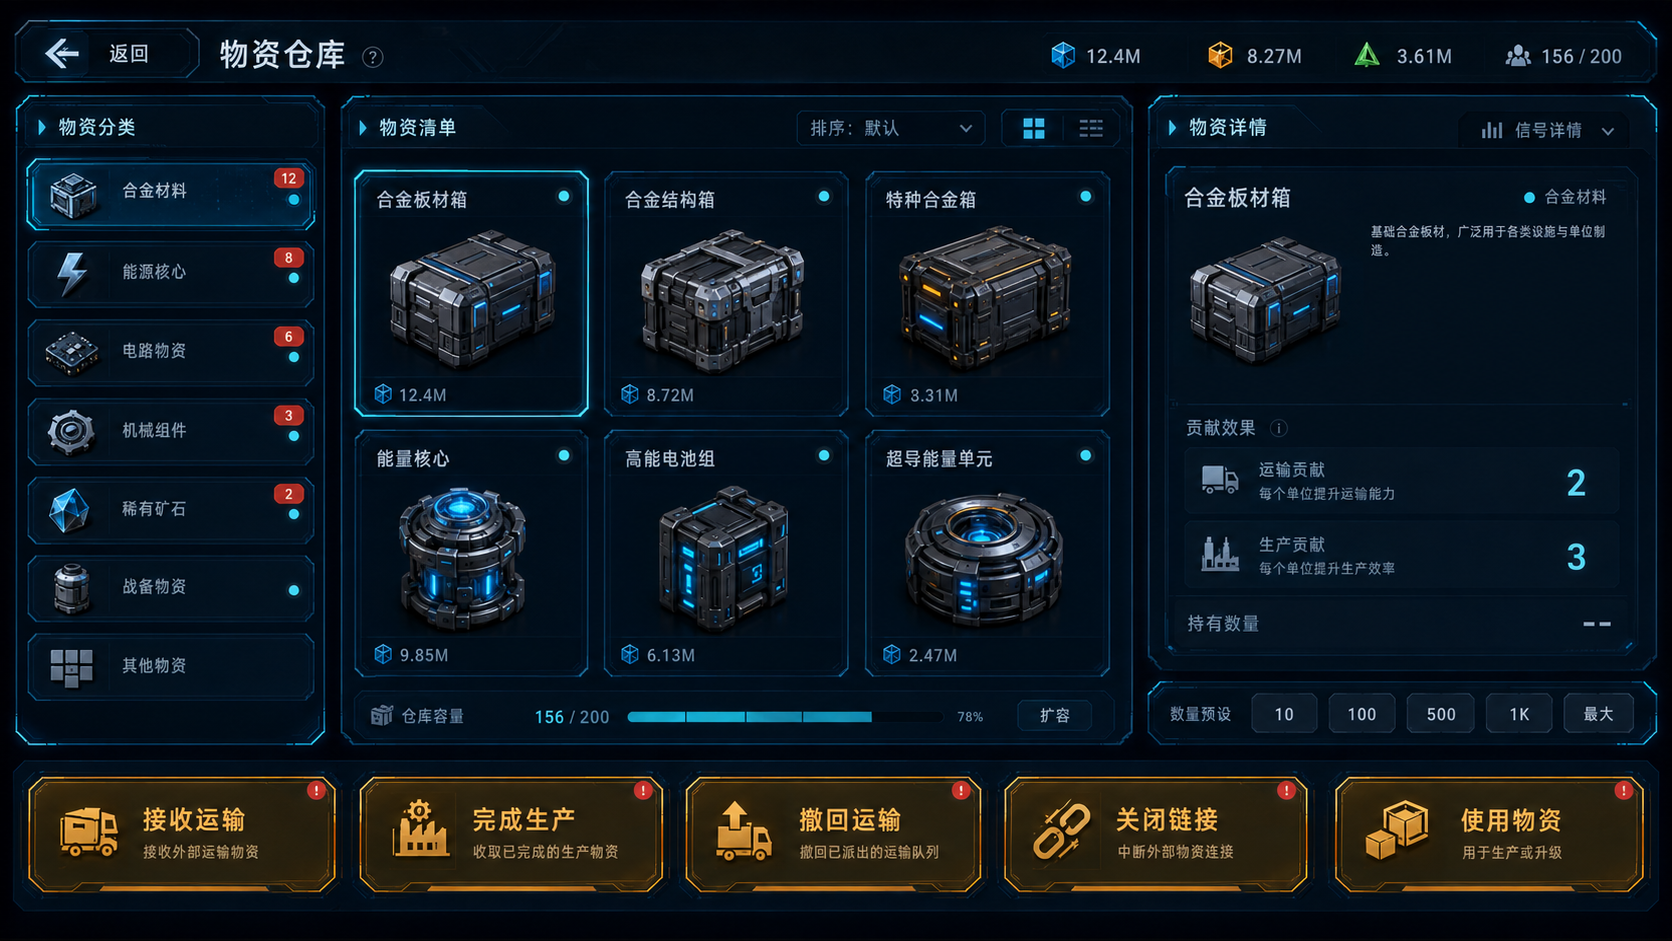 返回
物资仓库
?
12.4M
8.27M
3.61M
156 / 200
物资分类
合金材料
12
能源核心
8
电路物资
6
机械组件
3
稀有矿石
2
战备物资
其他物资
物资清单
排序：默认
合金板材箱
12.4M
合金结构箱
8.72M
特种合金箱
3.31M
能量核心
9.85M
高能电池组
6.13M
超导能量单元
2.47M
仓库容量
156 / 200
78%
扩容
物资详情
信号详情
合金板材箱
合金材料
基础合金板材，广泛用于各类设施与单位制
造。
贡献效果
i
运输贡献
每个单位提升运输能力
2
生产贡献
每个单位提升生产效率
3
持有数量
--
数量预设
10
100
500
1K
最大
接收运输
接收外部运输物资
!
完成生产
收取已完成的生产物资
!
撤回运输
撤回已派出的运输队列
!
关闭链接
中断外部物资连接
!
使用物资
用于生产或升级
!